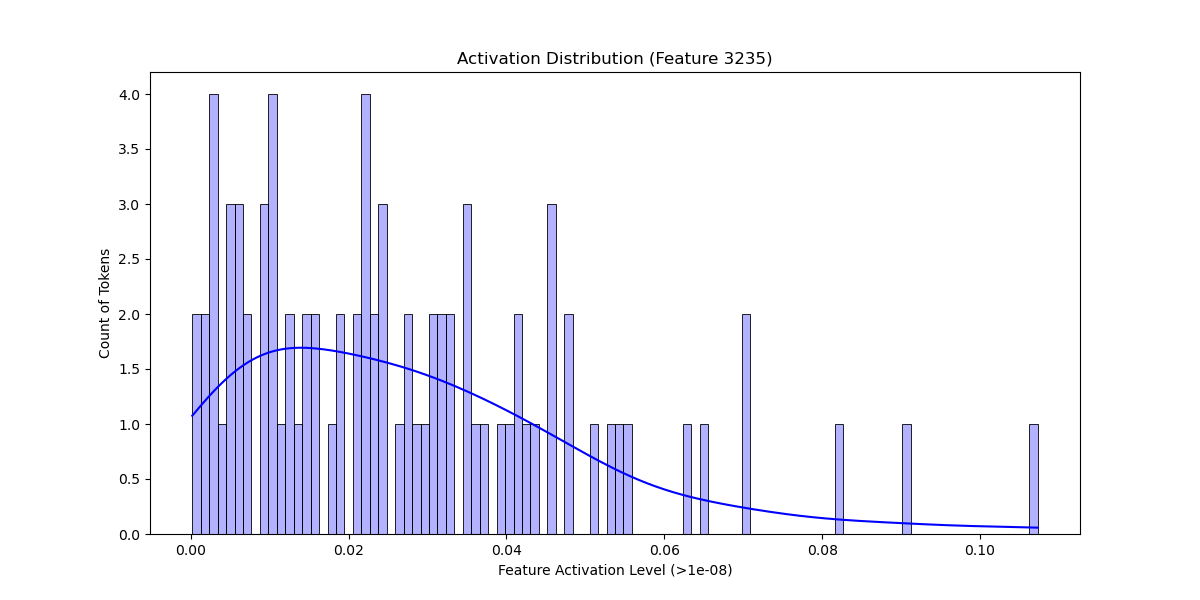 Activation Distribution (Feature 3235)
4.0
3.5
3.0
2.5
2.0
1.5
1.0
0.5
0.0
Count of Tokens
0.00 0.02 0.04 0.06 0.08 0.10
Feature Activation Level (>1e-08)